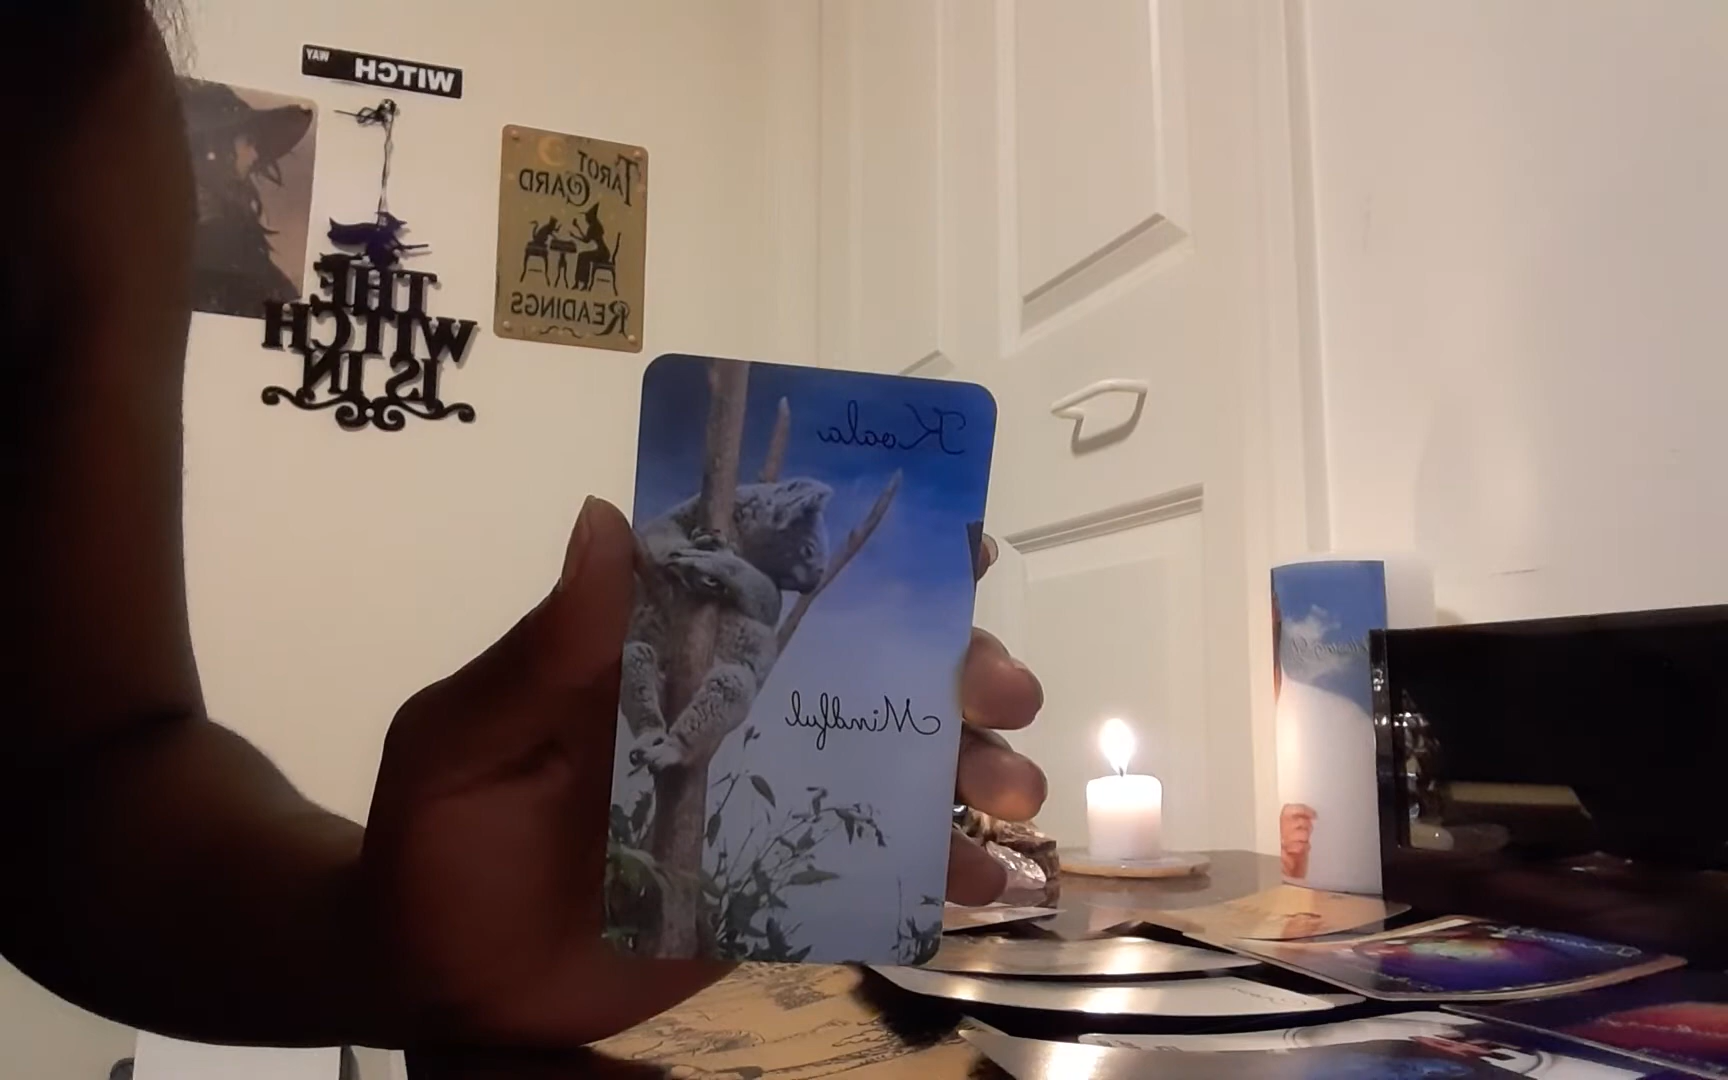 WITCH WAY
THE
WITCH
IS IN
TAROT
CARD
READINGS
Koala
Mindful